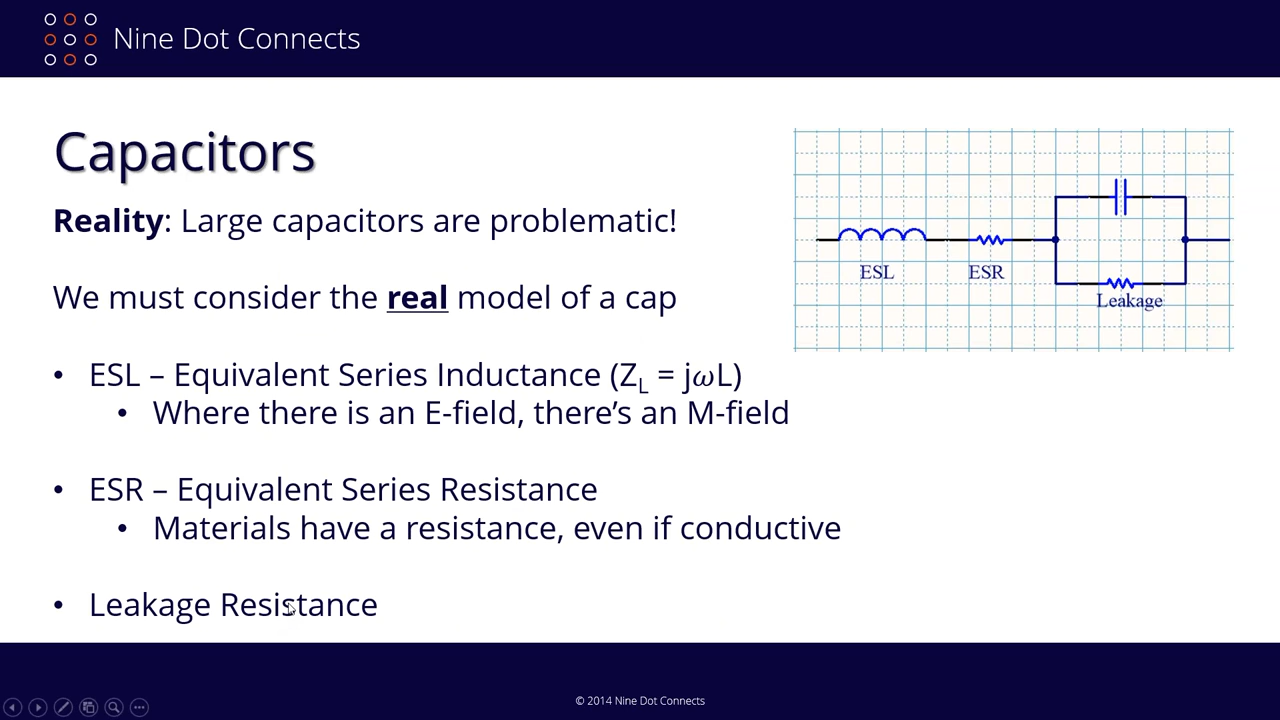 Nine Dot Connects
Capacitors
Reality: Large capacitors are problematic!
We must consider the real model of a cap
• ESL – Equivalent Series Inductance (Z_L = jωL)
• Where there is an E-field, there’s an M-field
• ESR – Equivalent Series Resistance
• Materials have a resistance, even if conductive
• Leakage Resistance
ESL
ESR
Leakage
© 2014 Nine Dot Connects